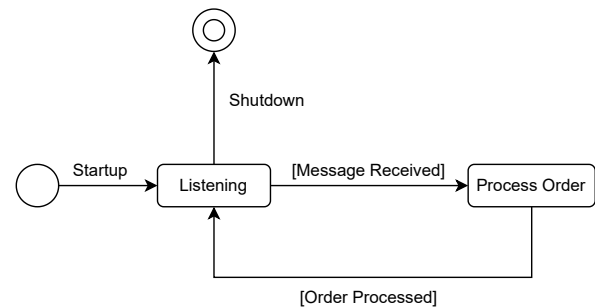 Shutdown
Startup
Listening
[Message Received]
Process Order
[Order Processed]